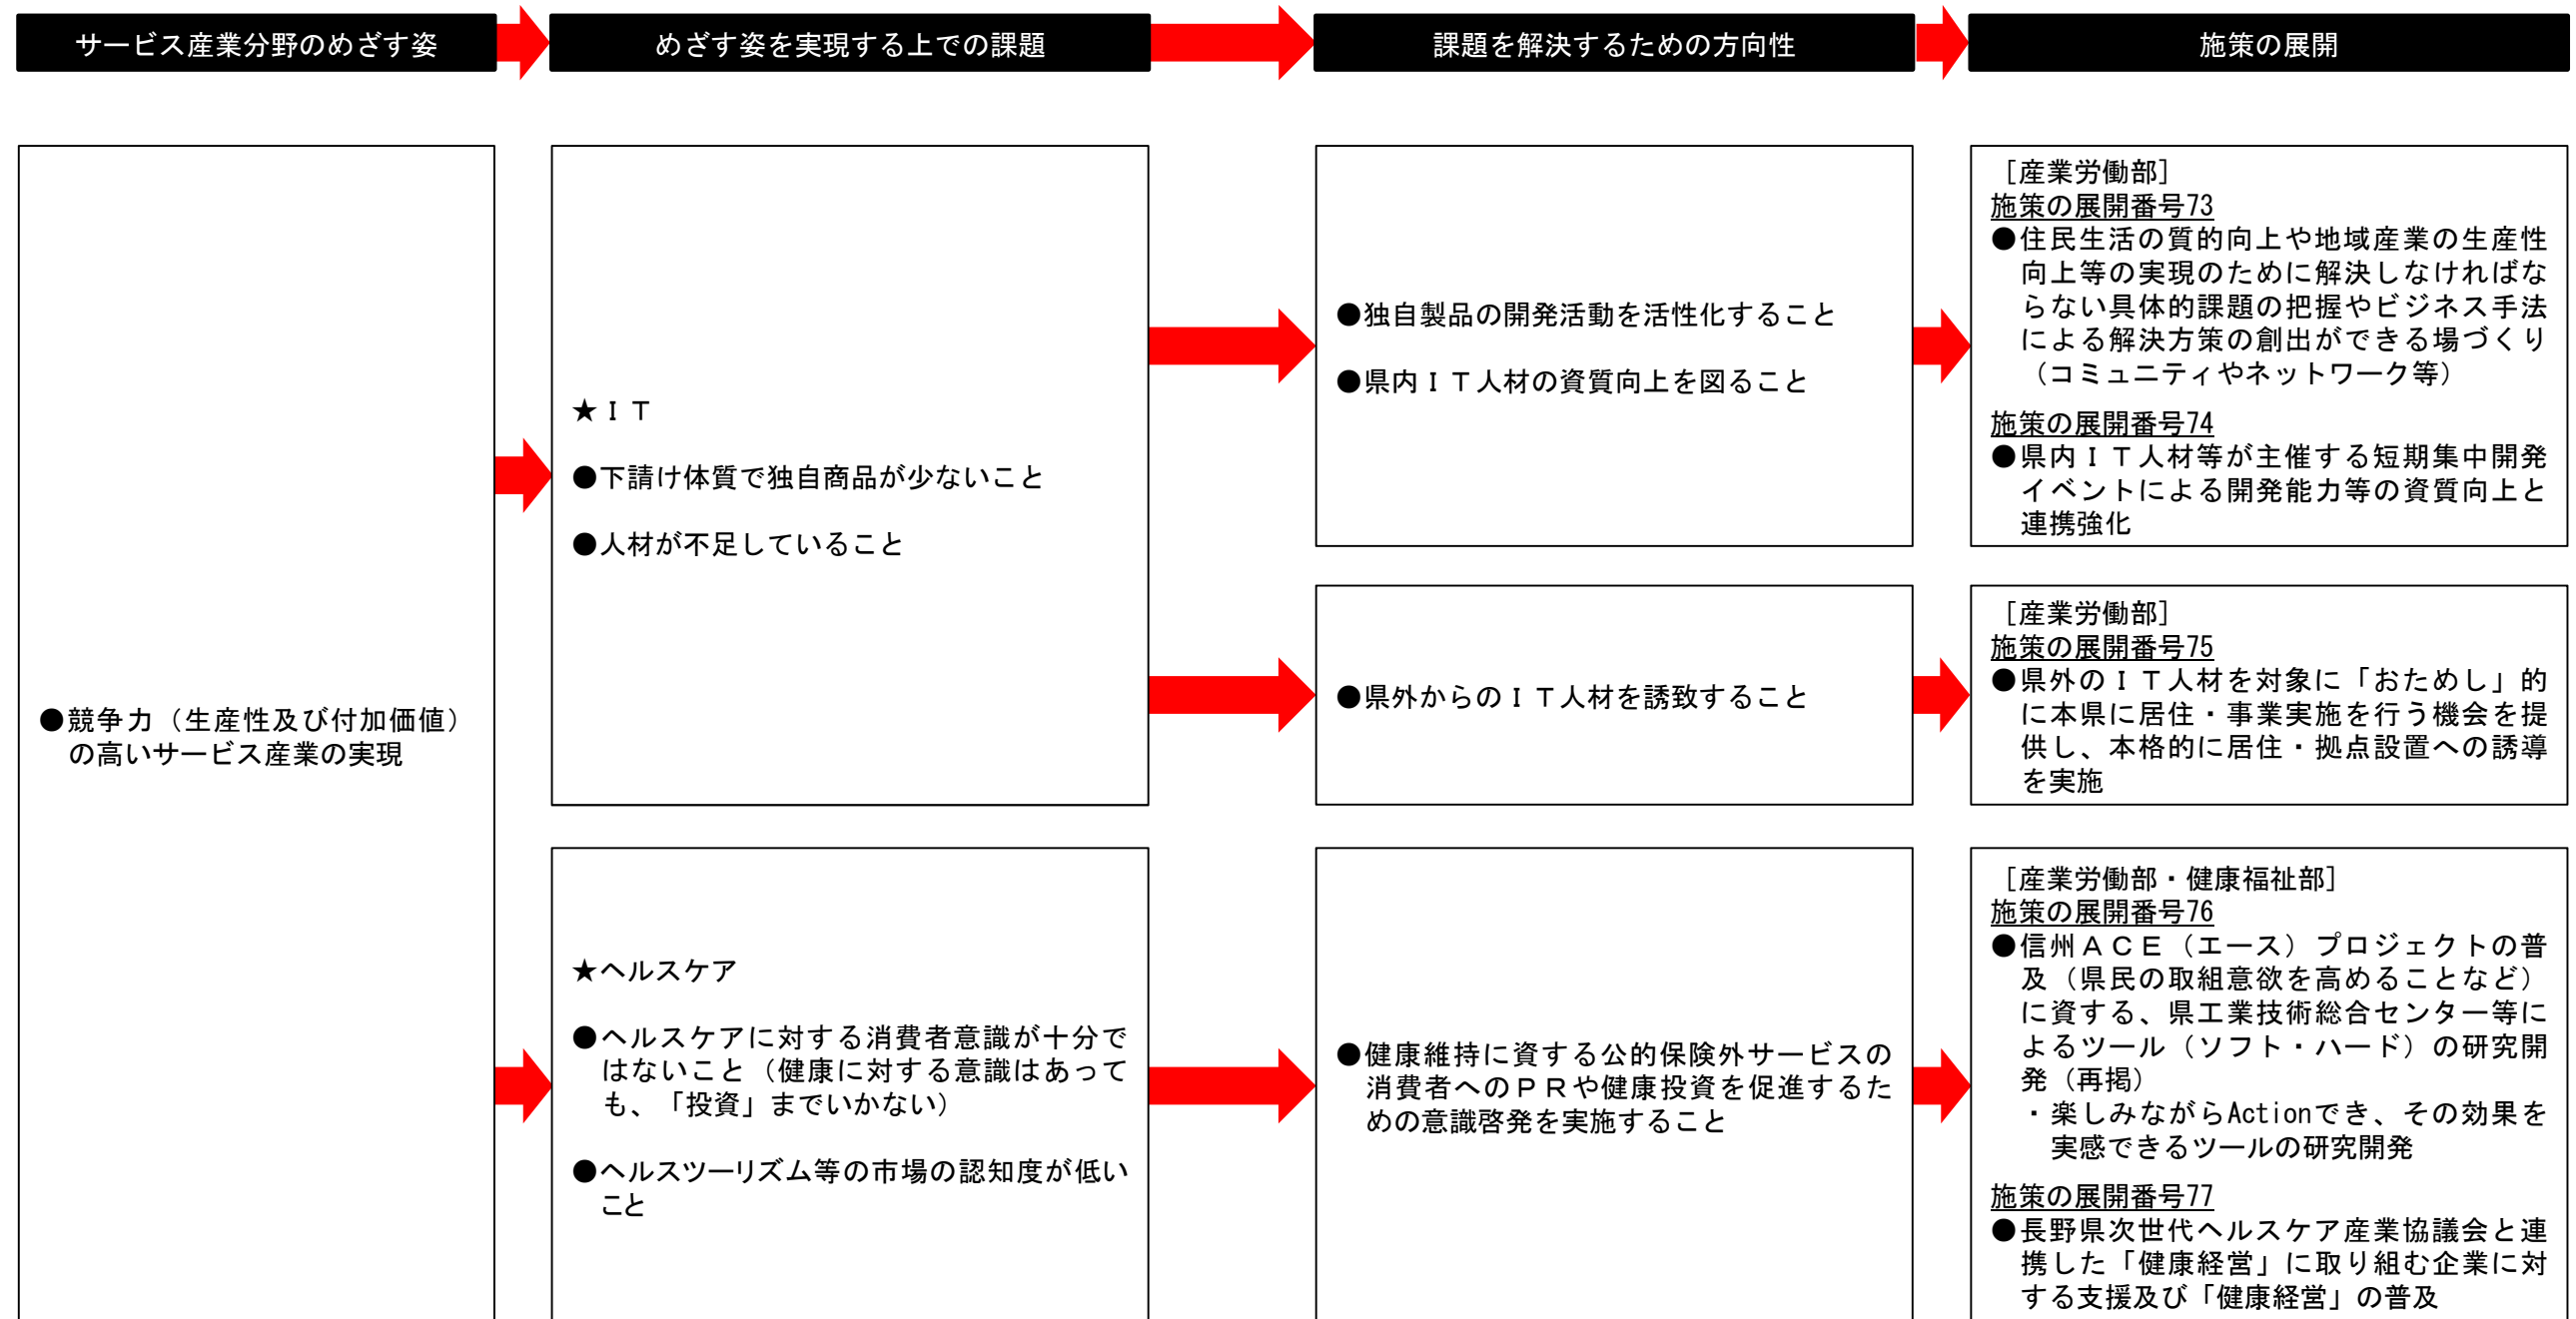 サービス産業分野のめざす姿
めざす姿を実現する上での課題
課題を解決するための方向性
施策の展開
●競争力（生産性及び付加価値）
の高いサービス産業の実現
★ＩＴ
●下請け体質で独自商品が少ないこと
●人材が不足していること
●独自製品の開発活動を活性化すること
●県内ＩＴ人材の資質向上を図ること
［産業労働部］
施策の展開番号73
●住民生活の質的向上や地域産業の生産性
向上等の実現のために解決しなければな
らない具体的課題の把握やビジネス手法
による解決方策の創出ができる場づくり
（コミュニティやネットワーク等）
施策の展開番号74
●県内ＩＴ人材等が主催する短期集中開発
イベントによる開発能力等の資質向上と
連携強化
●県外からのＩＴ人材を誘致すること
［産業労働部］
施策の展開番号75
●県外のＩＴ人材を対象に「おためし」的
に本県に居住・事業実施を行う機会を提
供し、本格的に居住・拠点設置への誘導
を実施
★ヘルスケア
●ヘルスケアに対する消費者意識が十分で
はないこと（健康に対する意識はあって
も、「投資」までいかない）
●ヘルスツーリズム等の市場の認知度が低い
こと
●健康維持に資する公的保険外サービスの
消費者へのＰＲや健康投資を促進するた
めの意識啓発を実施すること
［産業労働部・健康福祉部］
施策の展開番号76
●信州ＡＣＥ（エース）プロジェクトの普
及（県民の取組意欲を高めることなど）
に資する、県工業技術総合センター等に
よるツール（ソフト・ハード）の研究開
発（再掲）
・楽しみながらActionでき、その効果を
実感できるツールの研究開発
施策の展開番号77
●長野県次世代ヘルスケア産業協議会と連
携した「健康経営」に取り組む企業に対
する支援及び「健康経営」の普及